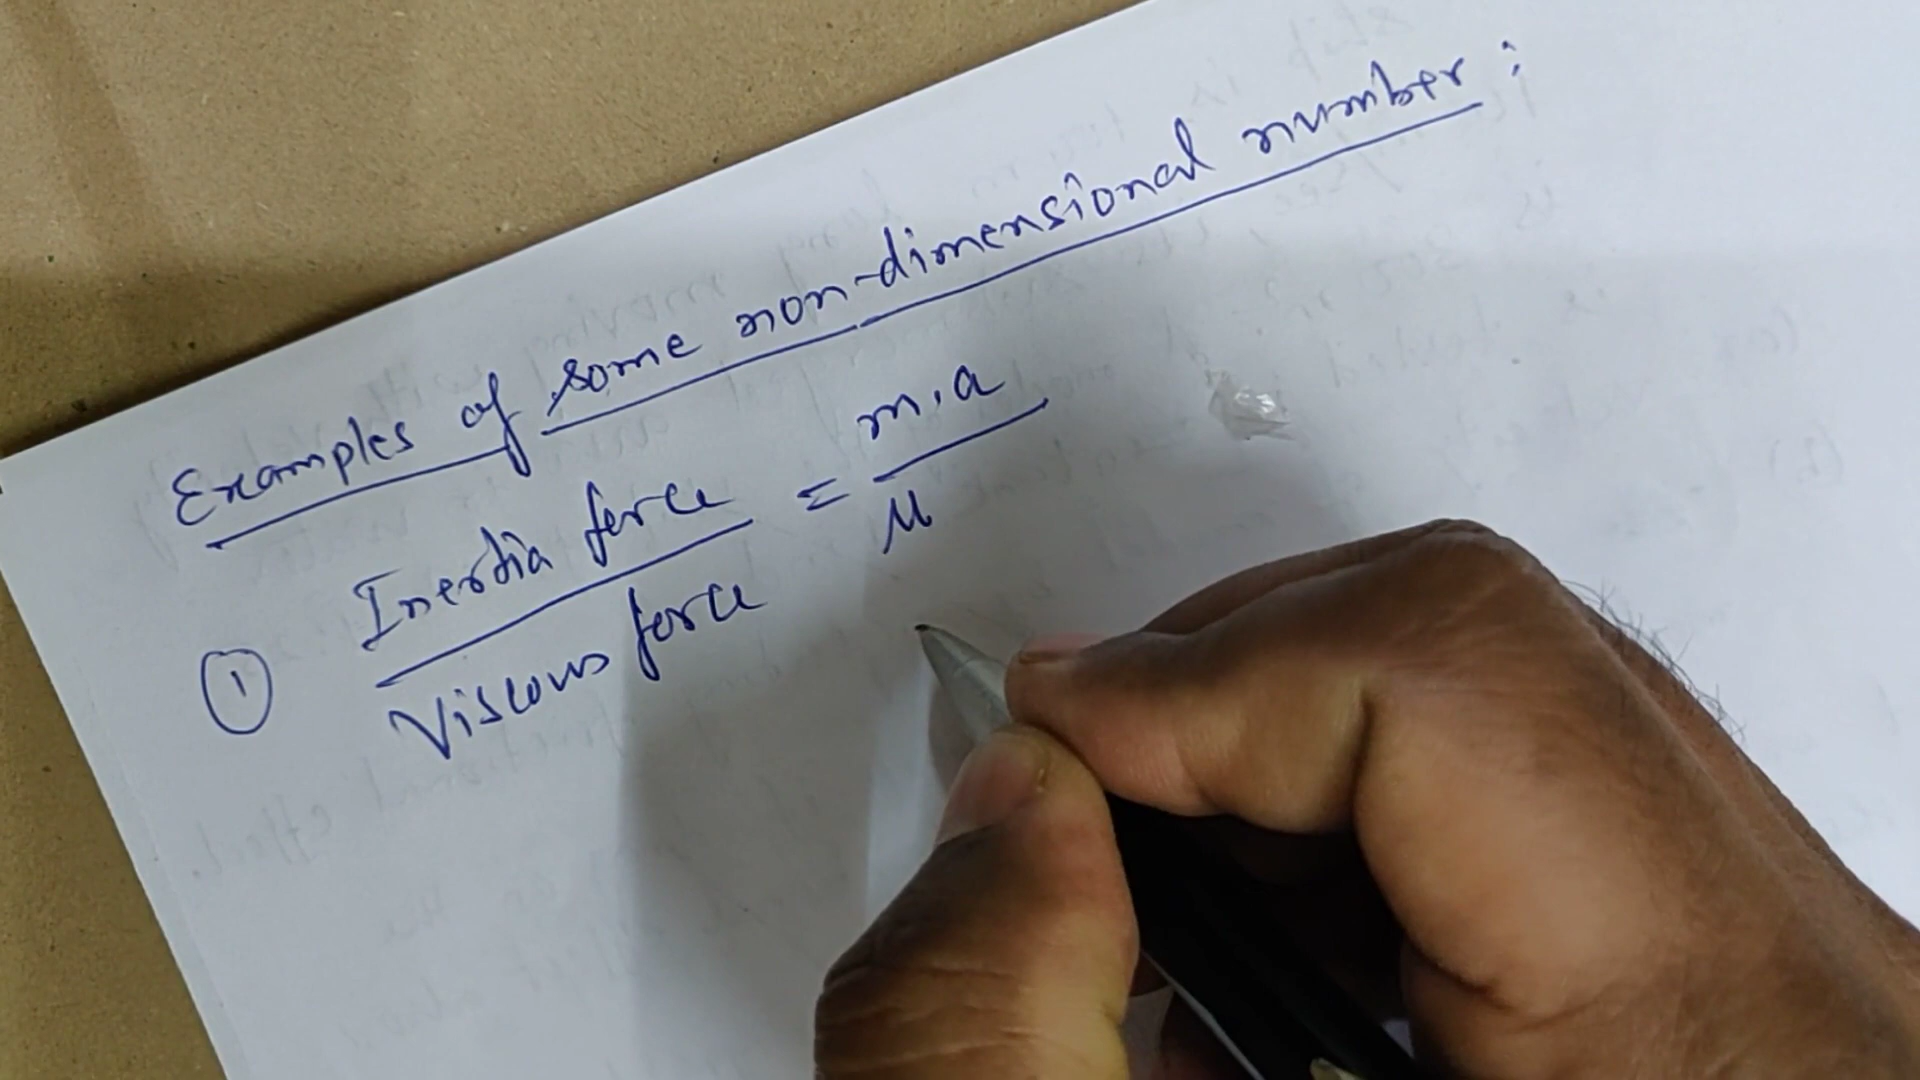 Examples of some non-dimensional number :
① Inertia force / Viscous force = m.a / μ